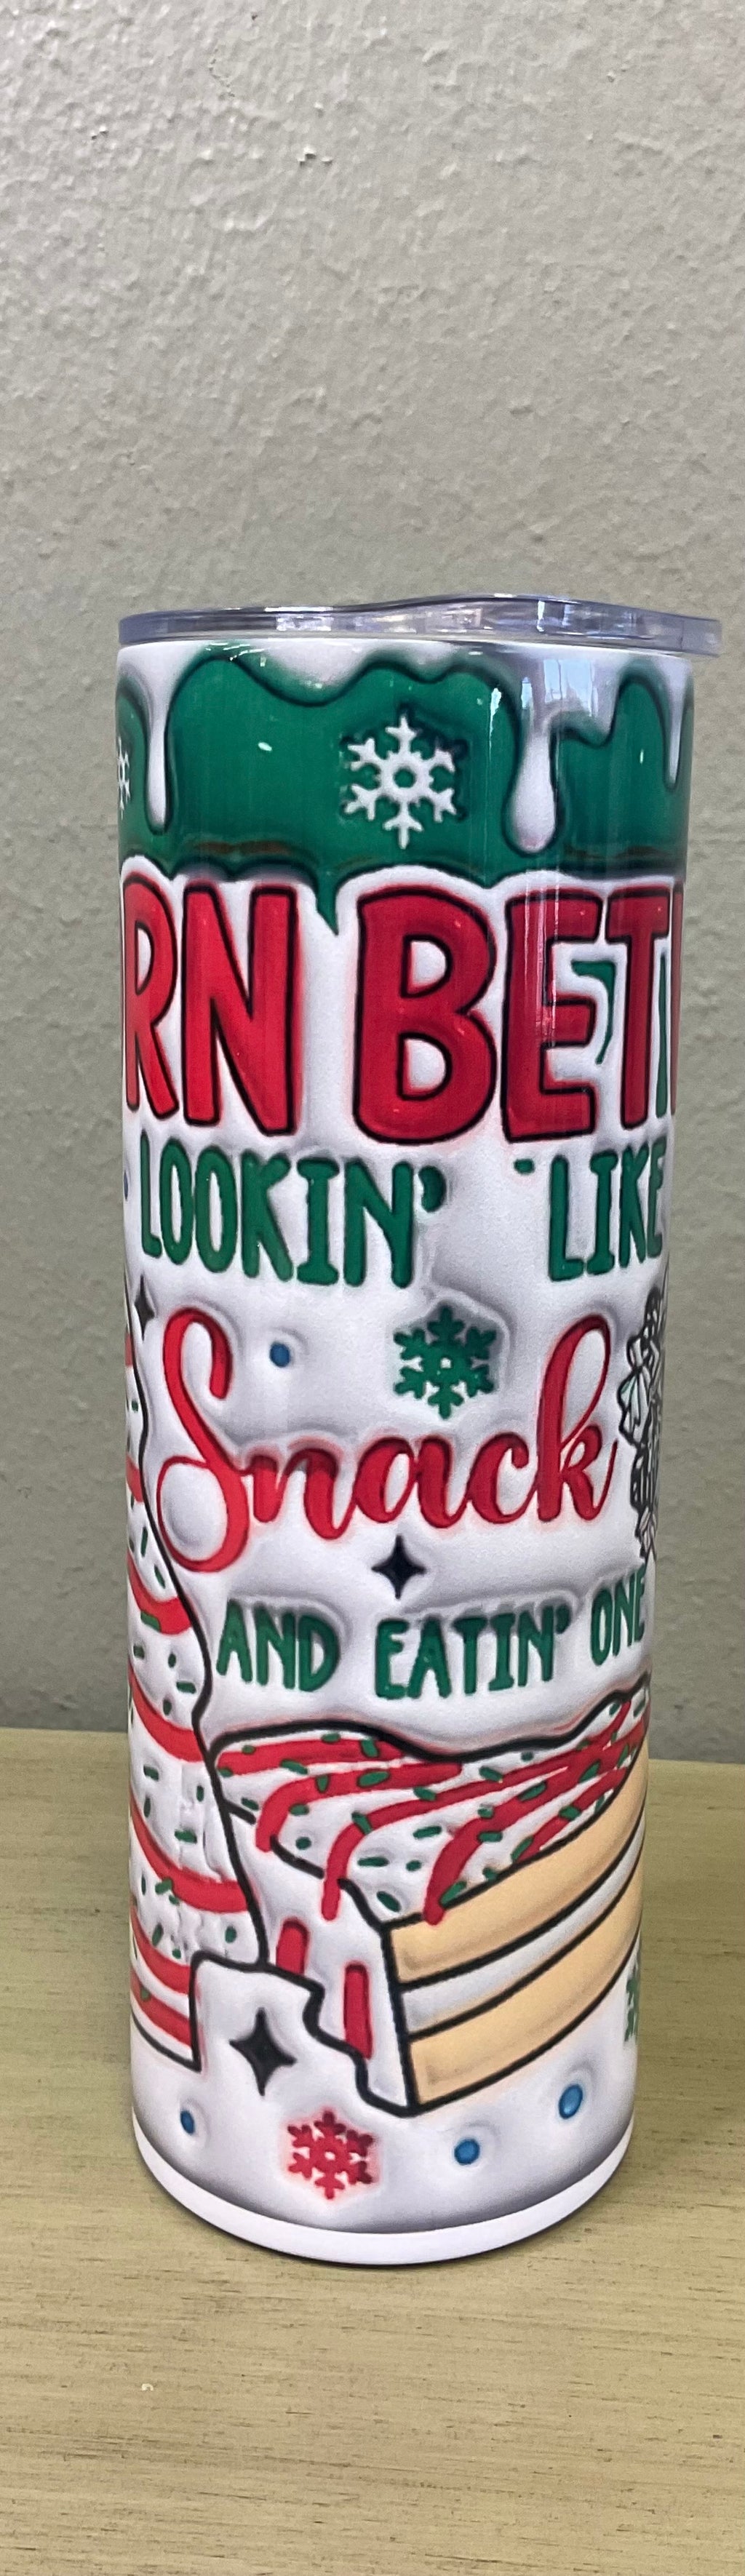 RN BET
LOOKIN' LIKE
Snack
AND EATIN' ONE